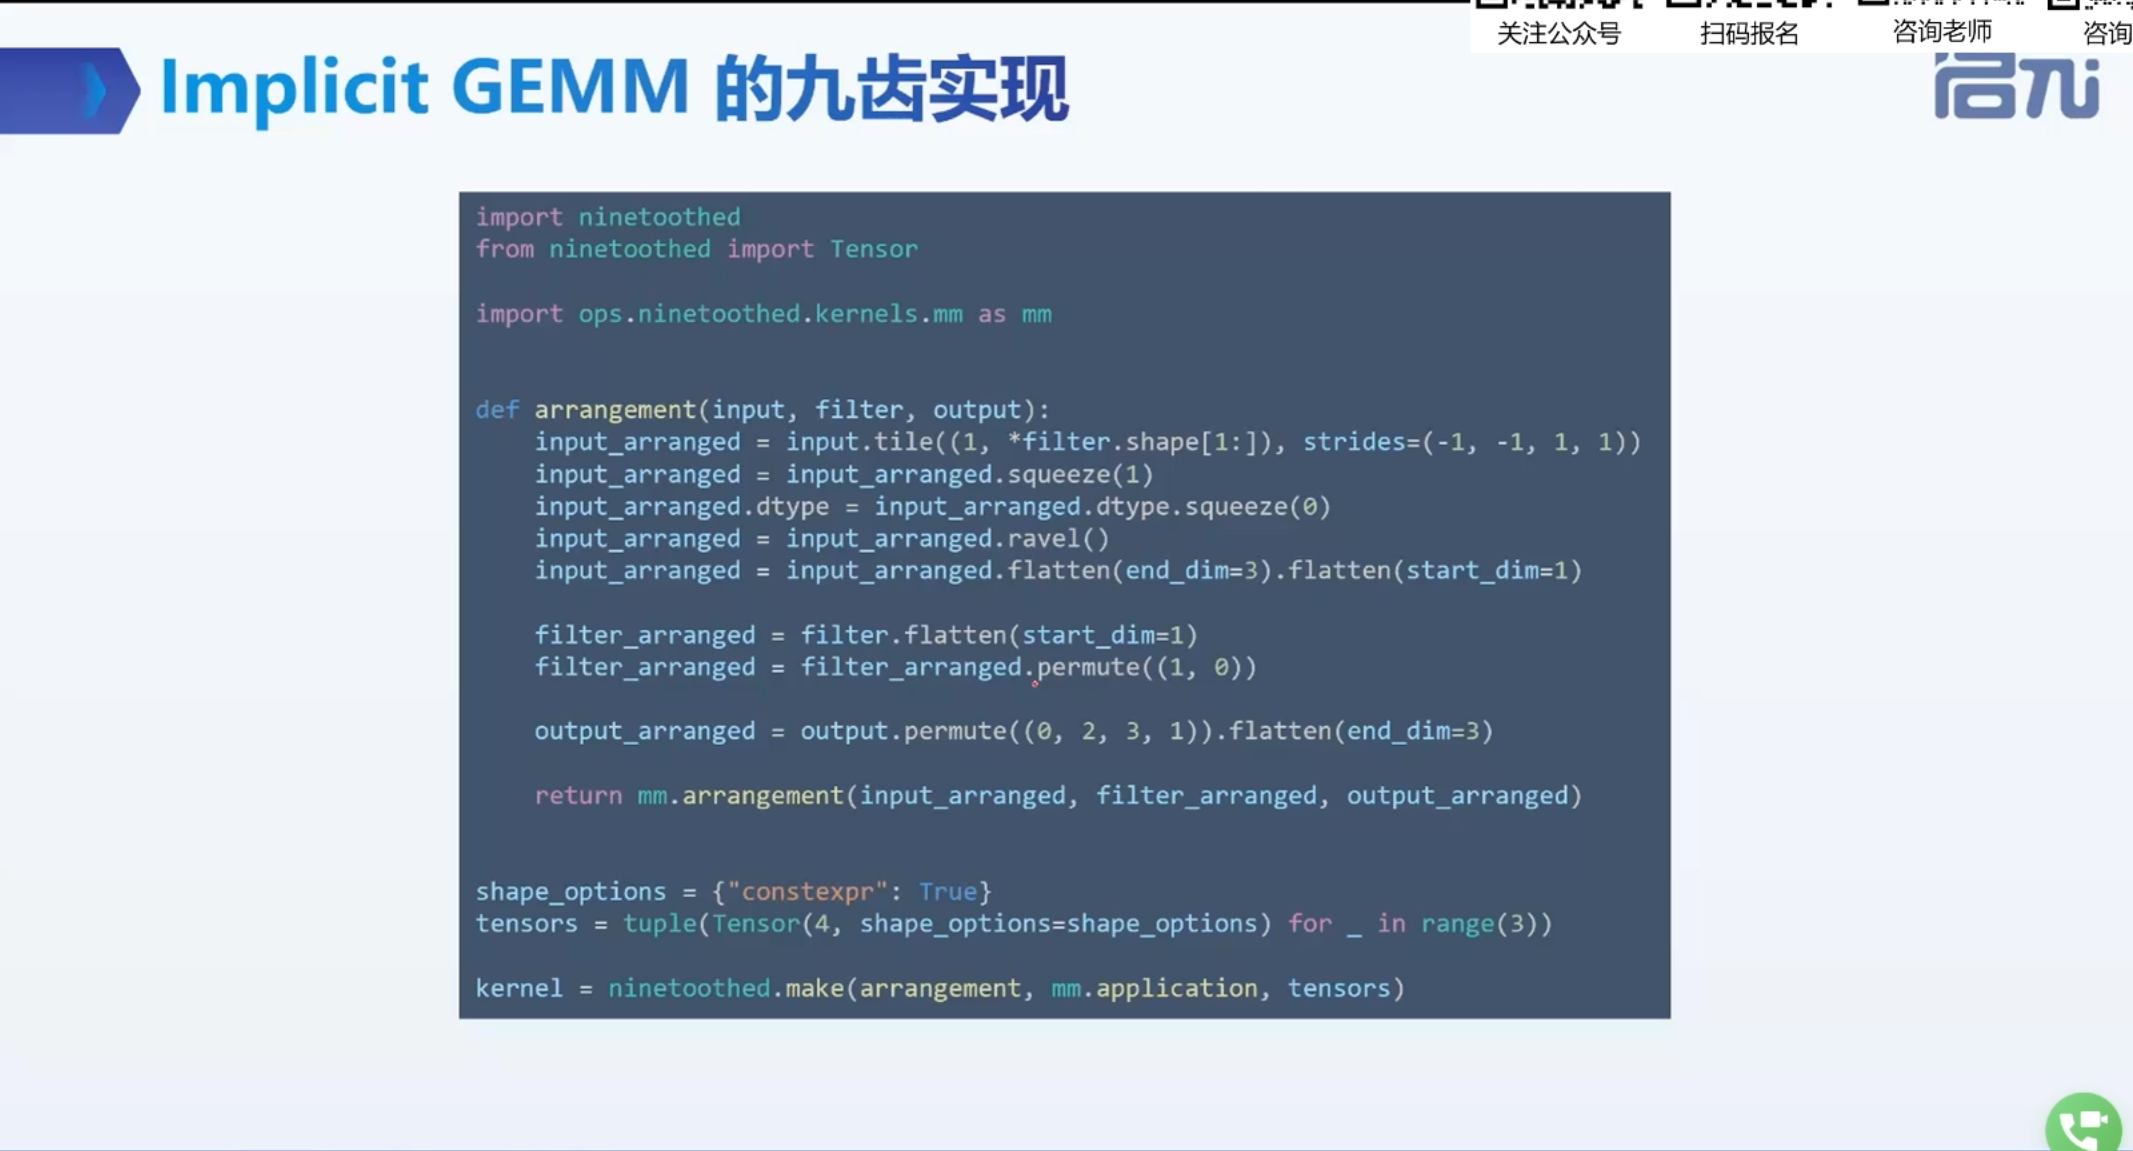 关注公众号 扫码报名 咨询老师 咨询
Implicit GEMM 的九齿实现
启元
import ninetoothed
from ninetoothed import Tensor
import ops.ninetoothed.kernels.mm as mm
def arrangement(input, filter, output):
    input_arranged = input.tile((1, *filter.shape[1:]), strides=(-1, -1, 1, 1))
    input_arranged = input_arranged.squeeze(1)
    input_arranged.dtype = input_arranged.dtype.squeeze(0)
    input_arranged = input_arranged.ravel()
    input_arranged = input_arranged.flatten(end_dim=3).flatten(start_dim=1)
    filter_arranged = filter.flatten(start_dim=1)
    filter_arranged = filter_arranged.permute((1, 0))
    output_arranged = output.permute((0, 2, 3, 1)).flatten(end_dim=3)
    return mm.arrangement(input_arranged, filter_arranged, output_arranged)
shape_options = {"constexpr": True}
tensors = tuple(Tensor(4, shape_options=shape_options) for _ in range(3))
kernel = ninetoothed.make(arrangement, mm.application, tensors)